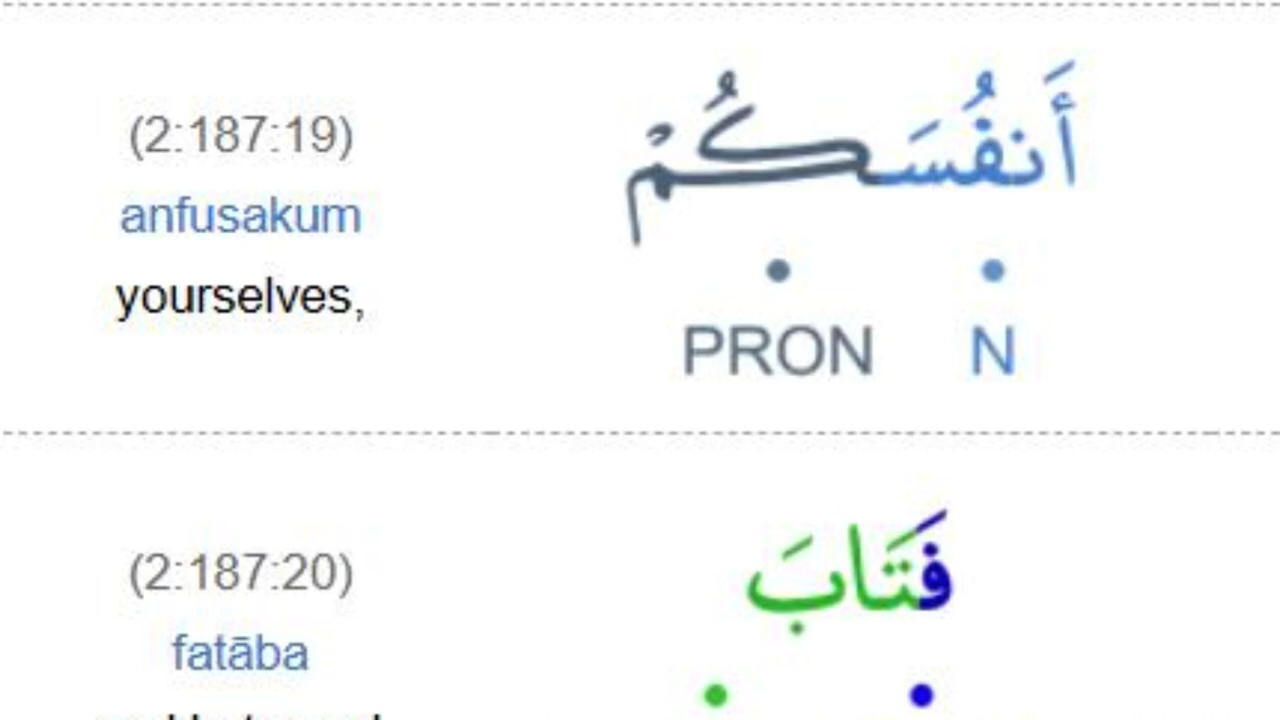 (2:187:19)
anfusakum
yourselves,
أَنفُسَكُمْ
PRON N
(2:187:20)
fatāba
فَتَابَ